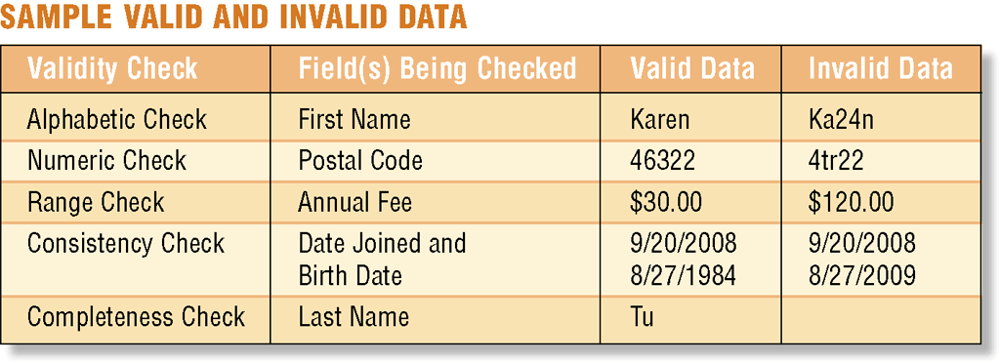 SAMPLE VALID AND INVALID DATA
Validity Check Field(s) Being Checked Valid Data Invalid Data
Alphabetic Check First Name Karen Ka24n
Numeric Check Postal Code 46322 4tr22
Range Check Annual Fee $30.00 $120.00
Consistency Check Date Joined and 9/20/2008 9/20/2008
Birth Date 8/27/1984 8/27/2009
Completeness Check Last Name Tu